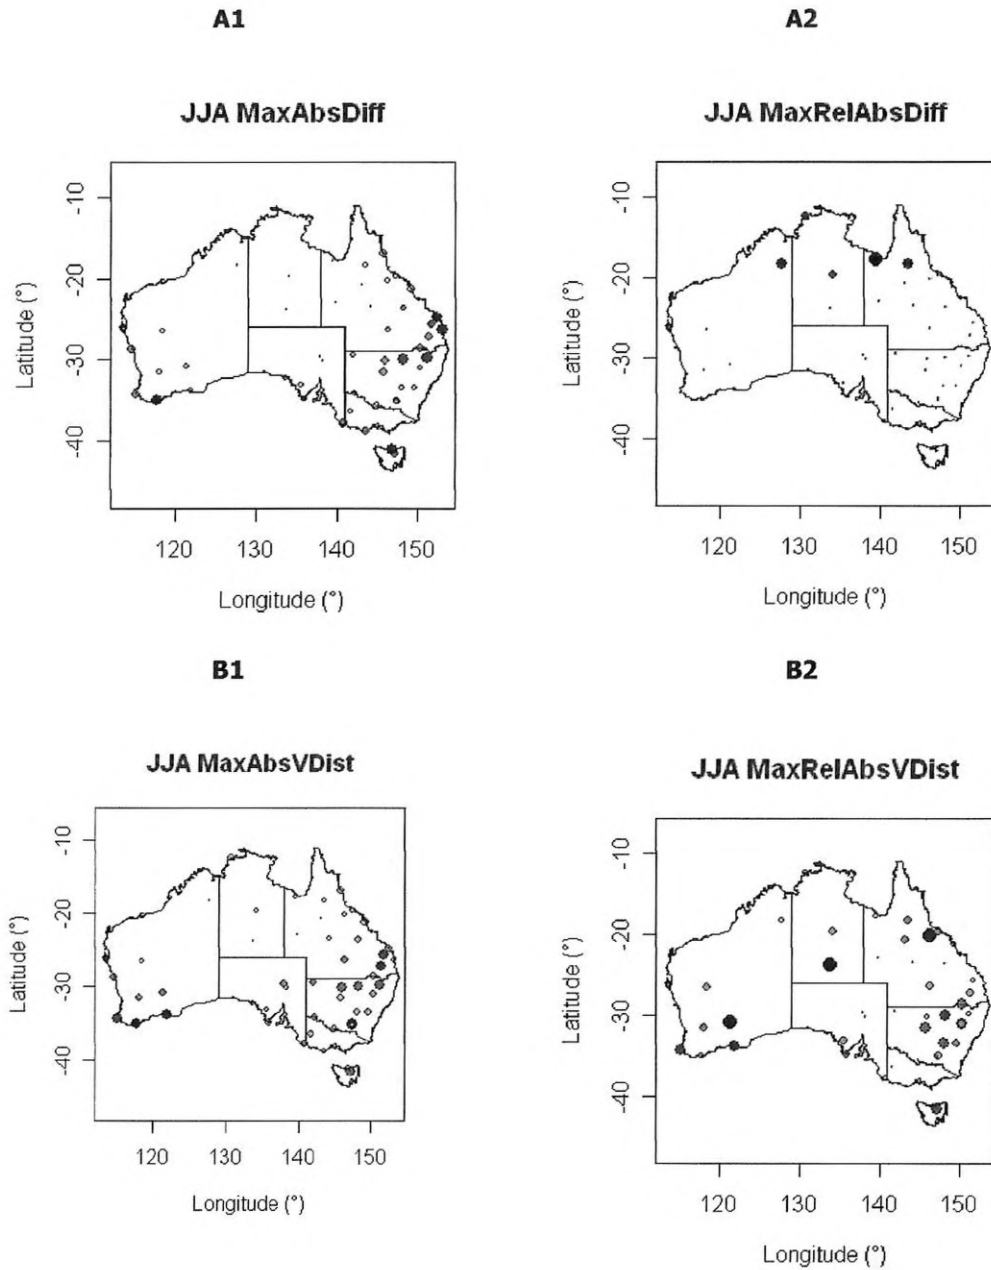 A1
JJA MaxAbsDiff
-10
-20
-30
-40
Latitude (°)
120 130 140 150
Longitude (°)
A2
JJA MaxRelAbsDiff
-10
-20
-30
-40
Latitude (°)
120 130 140 150
Longitude (°)
B1
JJA MaxAbsVDist
-10
-20
-30
-40
Latitude (°)
120 130 140 150
Longitude (°)
B2
JJA MaxRelAbsVDist
-10
-20
-30
-40
Latitude (°)
120 130 140 150
Longitude (°)